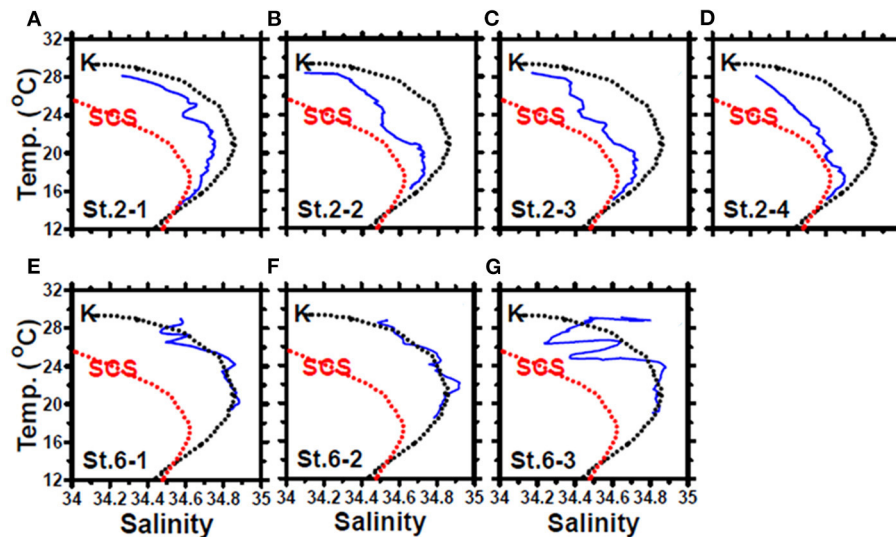 A B C D
32 28 24 20 16 12
Temp. (°C)
K K K K
SCS SCS SCS SCS
St.2-1 St.2-2 St.2-3 St.2-4
E F G
32 28 24 20 16 12
Temp. (°C)
K K K
SCS SCS SCS
St.6-1 St.6-2 St.6-3
34 34.2 34.4 34.6 34.8 35 34 34.2 34.4 34.6 34.8 34 34.2 34.4 34.6 34.8 35
Salinity Salinity Salinity